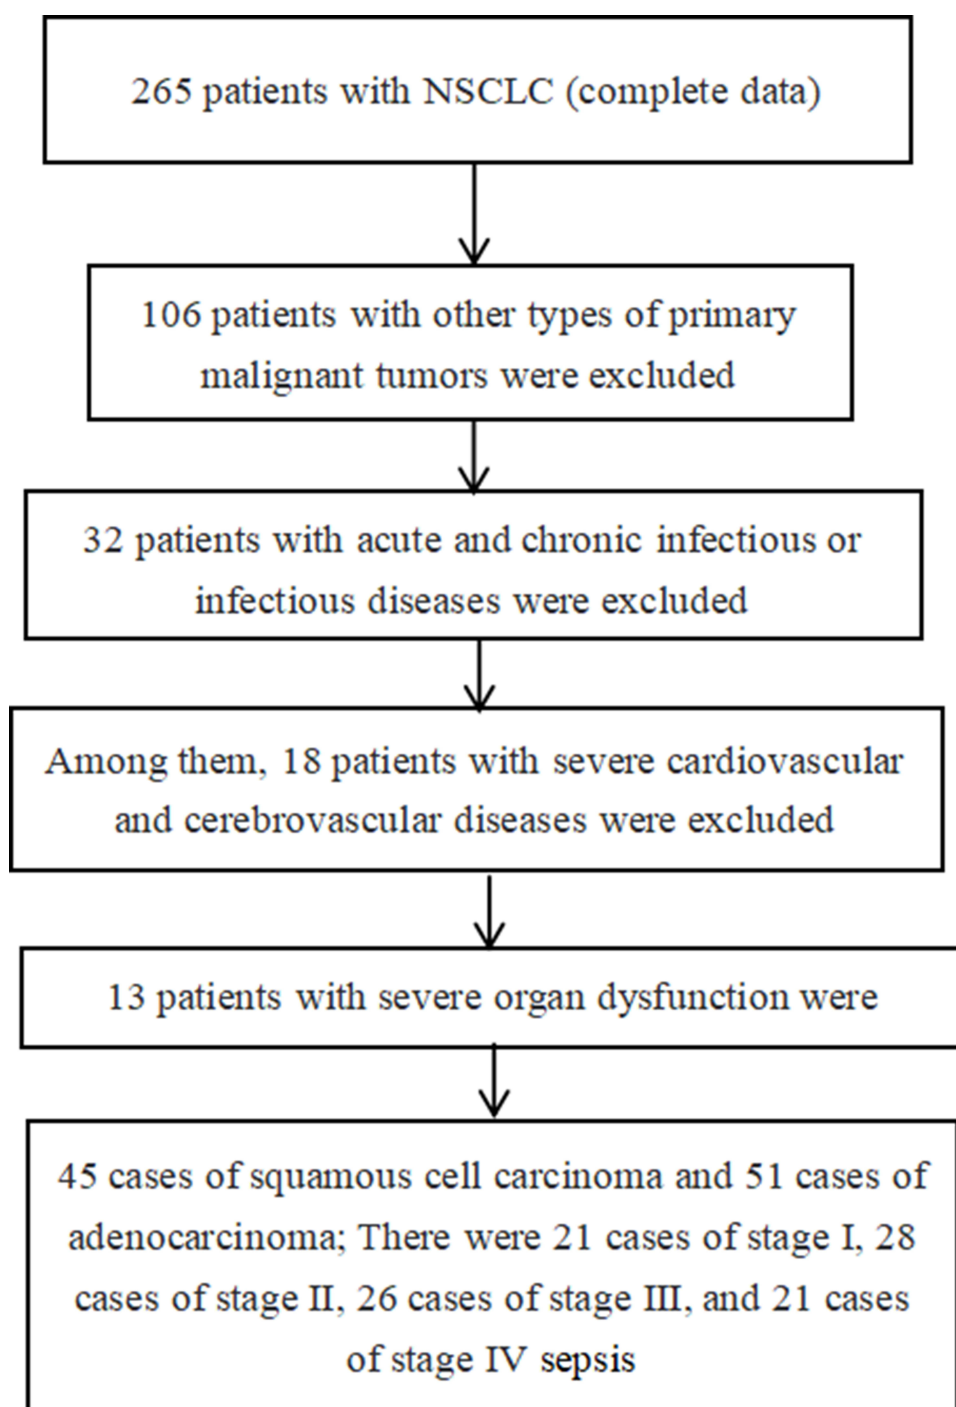 265 patients with NSCLC (complete data)
106 patients with other types of primary
malignant tumors were excluded
32 patients with acute and chronic infectious or
infectious diseases were excluded
Among them, 18 patients with severe cardiovascular
and cerebrovascular diseases were excluded
13 patients with severe organ dysfunction were
45 cases of squamous cell carcinoma and 51 cases of
adenocarcinoma; There were 21 cases of stage I, 28
cases of stage II, 26 cases of stage III, and 21 cases
of stage IV sepsis